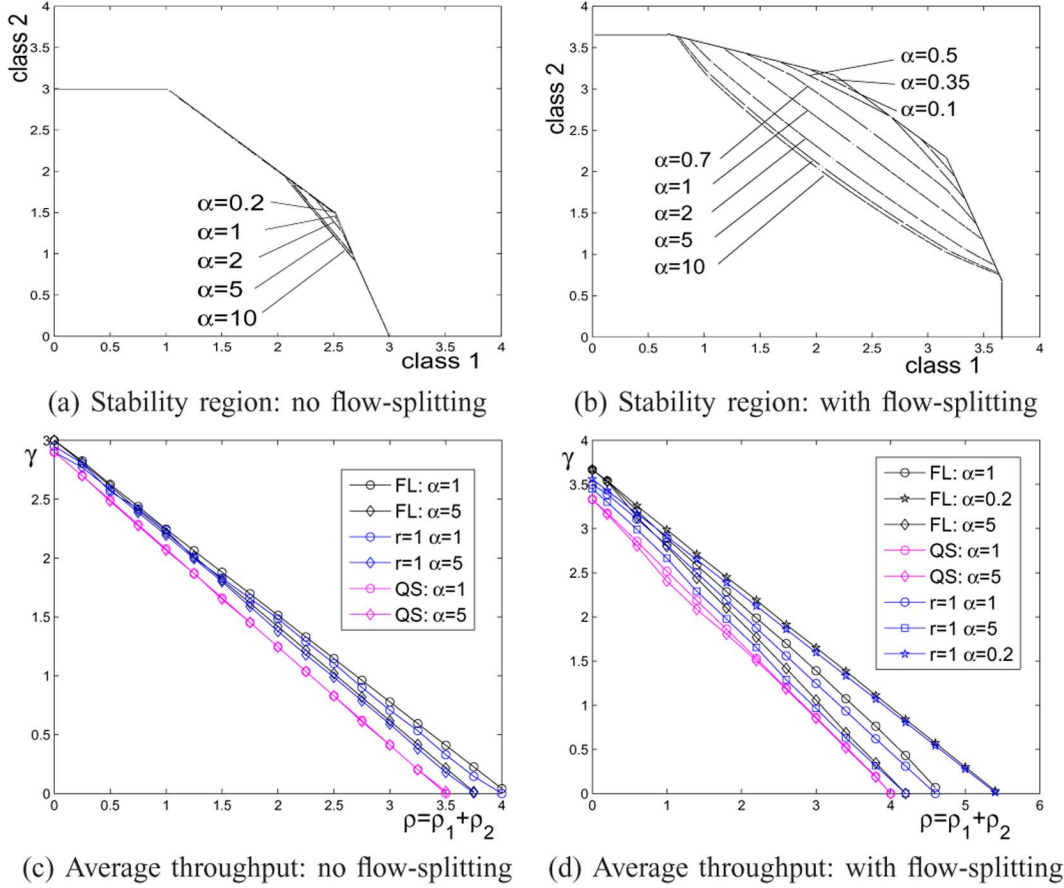 class 2
4
3.5
3
2.5
2
1.5
1
0.5
0
α=0.2
α=1
α=2
α=5
α=10
0 0.5 1 1.5 2 2.5 3 3.5 4
class 1
(a) Stability region: no flow-splitting
class 2
4
3.5
3
2.5
2
1.5
1
0.5
0
α=0.5
α=0.35
α=0.1
α=0.7
α=1
α=2
α=5
α=10
0 0.5 1 1.5 2 2.5 3 3.5 4
class 1
(b) Stability region: with flow-splitting
γ
3
2.5
2
1.5
1
0.5
0
FL: α=1
FL: α=5
r=1 α=1
r=1 α=5
QS: α=1
QS: α=5
0 0.5 1 1.5 2 2.5 3 3.5 4
ρ=ρ1+ρ2
(c) Average throughput: no flow-splitting
γ
4
3.5
3
2.5
2
1.5
1
0.5
0
FL: α=1
FL: α=0.2
FL: α=5
QS: α=1
QS: α=5
r=1 α=1
r=1 α=5
r=1 α=0.2
0 1 2 3 4 5 6
ρ=ρ1+ρ2
(d) Average throughput: with flow-splitting